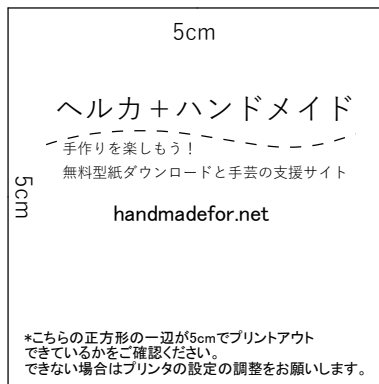 5cm
ヘルカ＋ハンドメイド
手作りを楽しもう！
無料型紙ダウンロードと手芸の支援サイト
5cm
handmadefor.net
*こちらの正方形の一辺が5cmでプリントアウト
できているかをご確認ください。
できない場合はプリンタの設定の調整をお願いします。